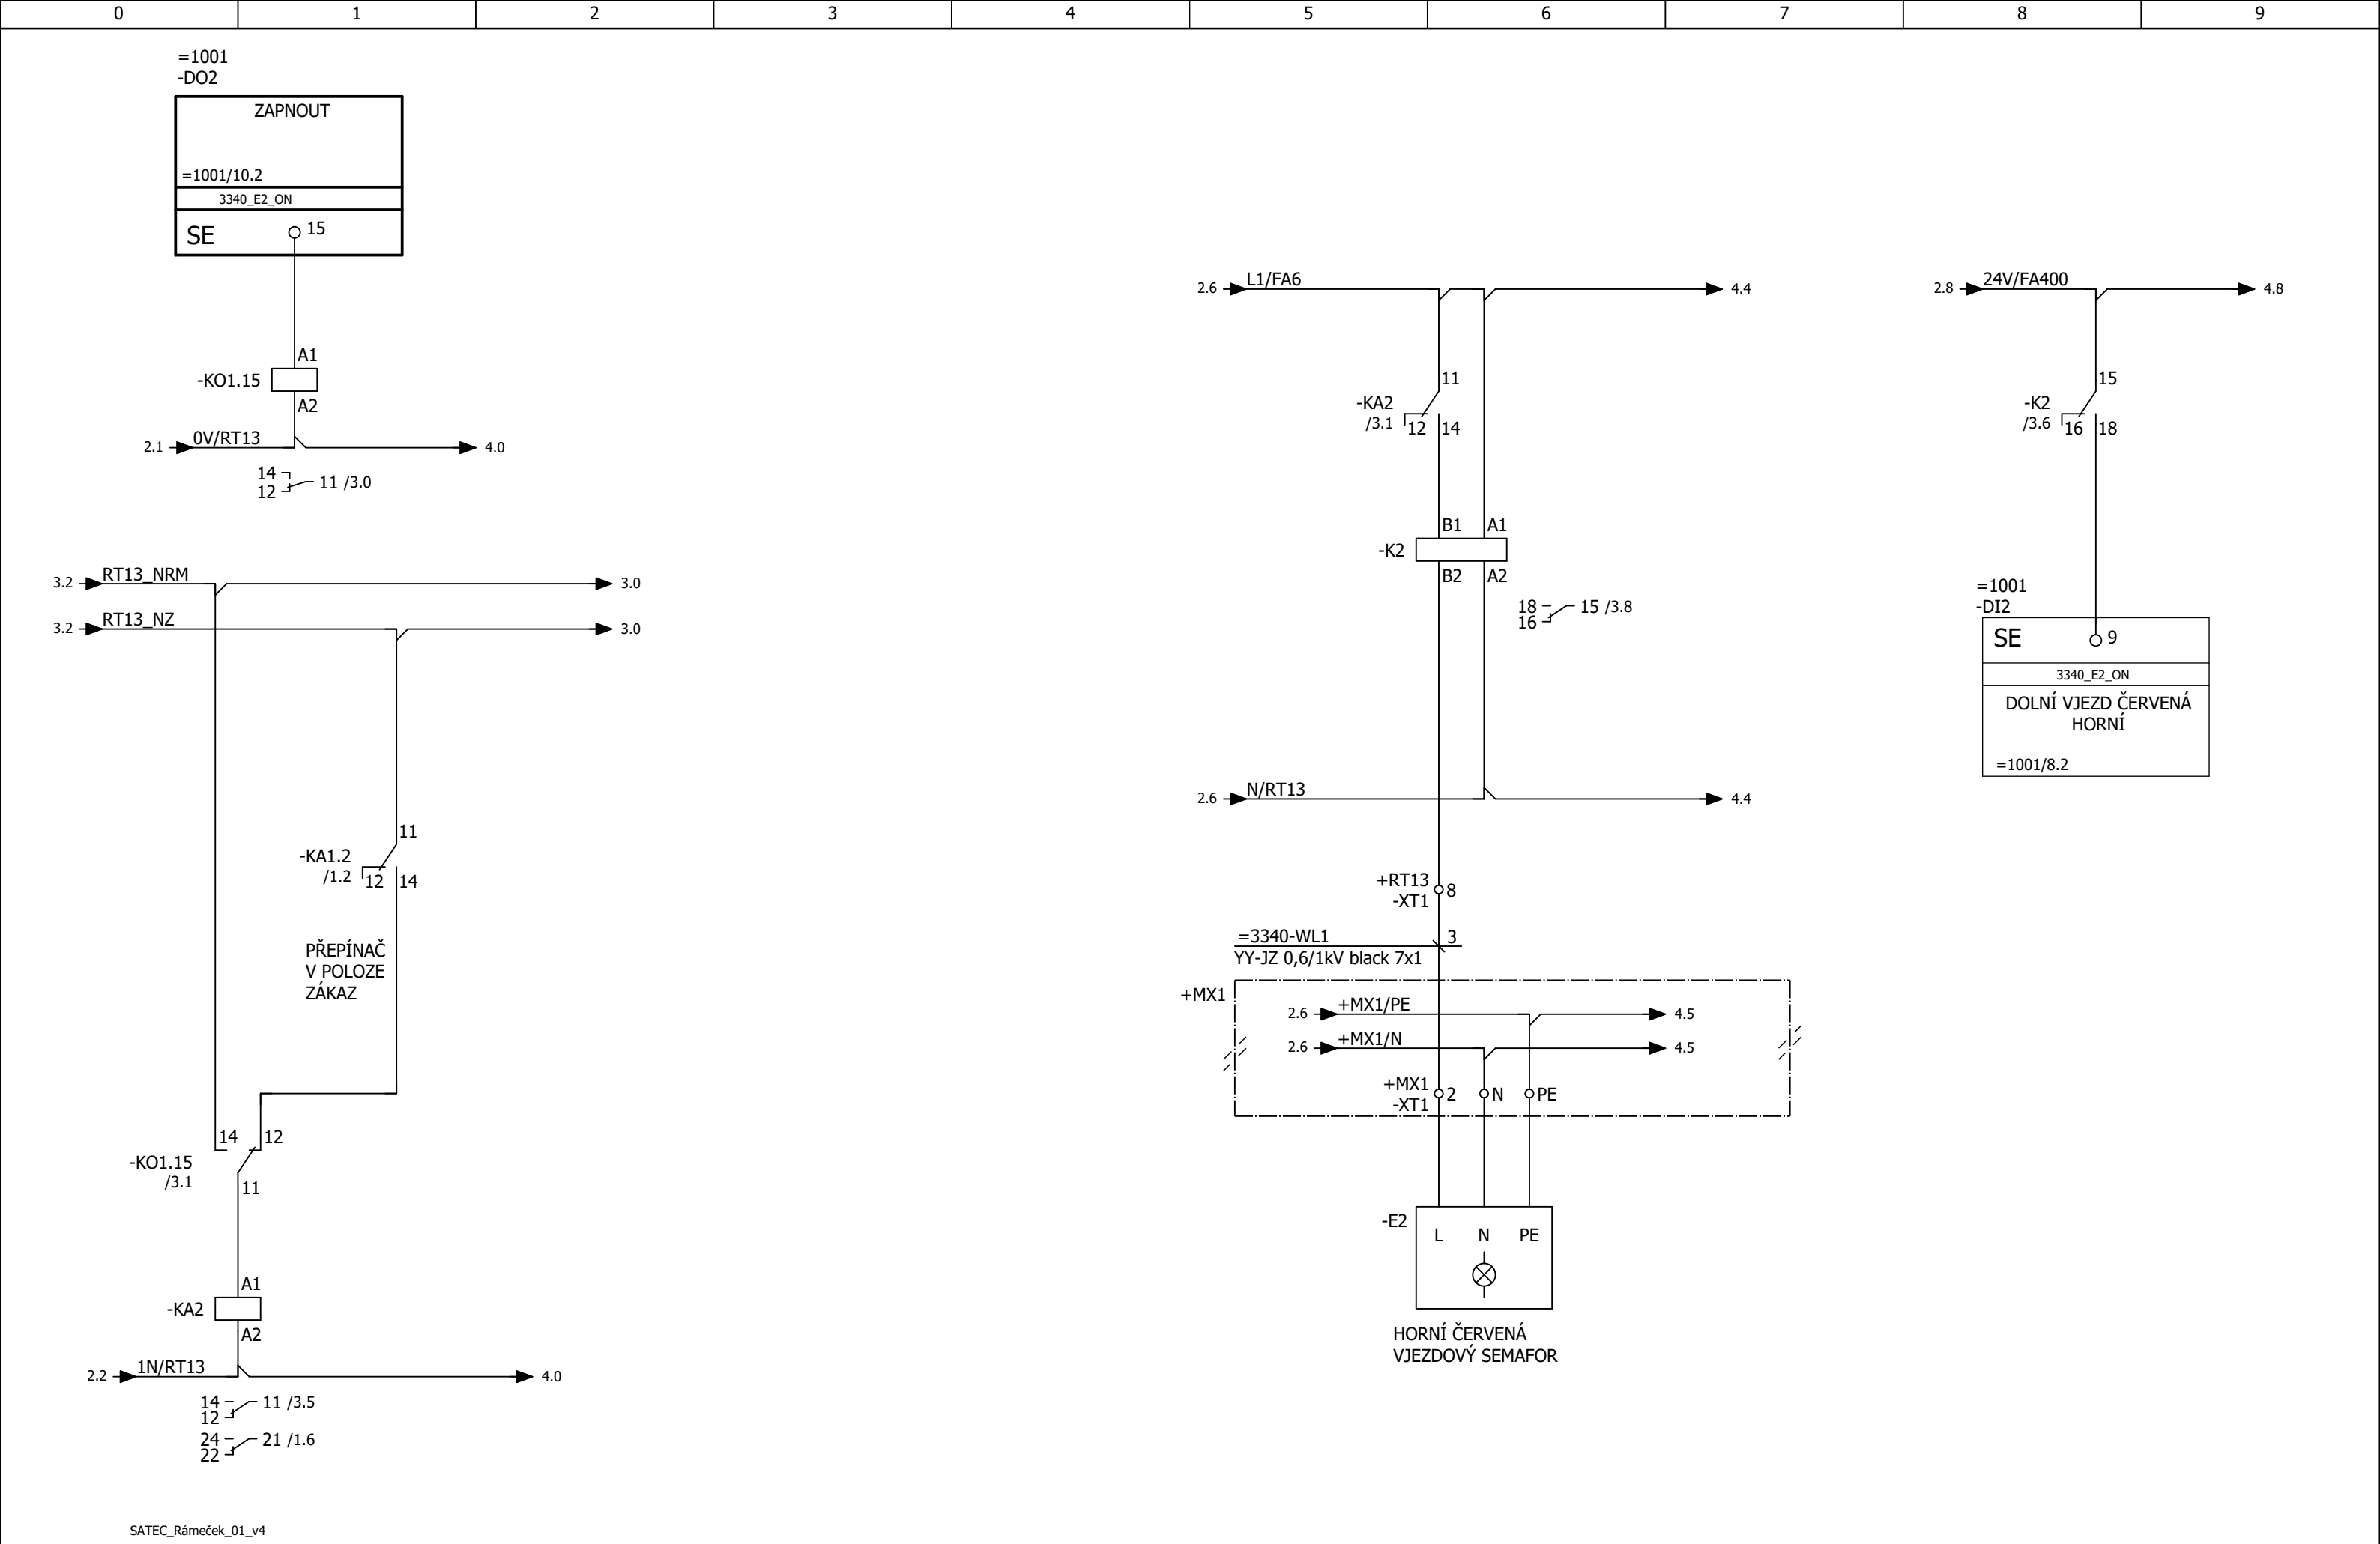 0 1 2 3 4 5 6 7 8 9
=1001
-DO2
ZAPNOUT
=1001/10.2
3340_E2_ON
SE 15
A1
-KO1.15
A2
2.1 0V/RT13 4.0
14
12 11 /3.0
3.2 RT13_NRM 3.0
3.2 RT13_NZ 3.0
11
-KA1.2
/1.2 12 14
PŘEPÍNAČ
V POLOZE
ZÁKAZ
14 12
-KO1.15
/3.1
11
A1
-KA2
A2
2.2 1N/RT13 4.0
14 11 /3.5
12
24 21 /1.6
22
SATEC_Rámeček_01_v4
2.6 L1/FA6 4.4
11
-KA2
/3.1 12 14
B1 A1
-K2
B2 A2
18 15 /3.8
16
2.6 N/RT13 4.4
+RT13
-XT1 8
=3340-WL1 3
YY-JZ 0,6/1kV black 7x1
+MX1
2.6 +MX1/PE 4.5
2.6 +MX1/N 4.5
+MX1
-XT1 2 N PE
-E2
L N PE
HORNÍ ČERVENÁ
VJEZDOVÝ SEMAFOR
2.8 24V/FA400 4.8
15
-K2
/3.6 16 18
=1001
-DI2
SE 9
3340_E2_ON
DOLNÍ VJEZD ČERVENÁ
HORNÍ
=1001/8.2